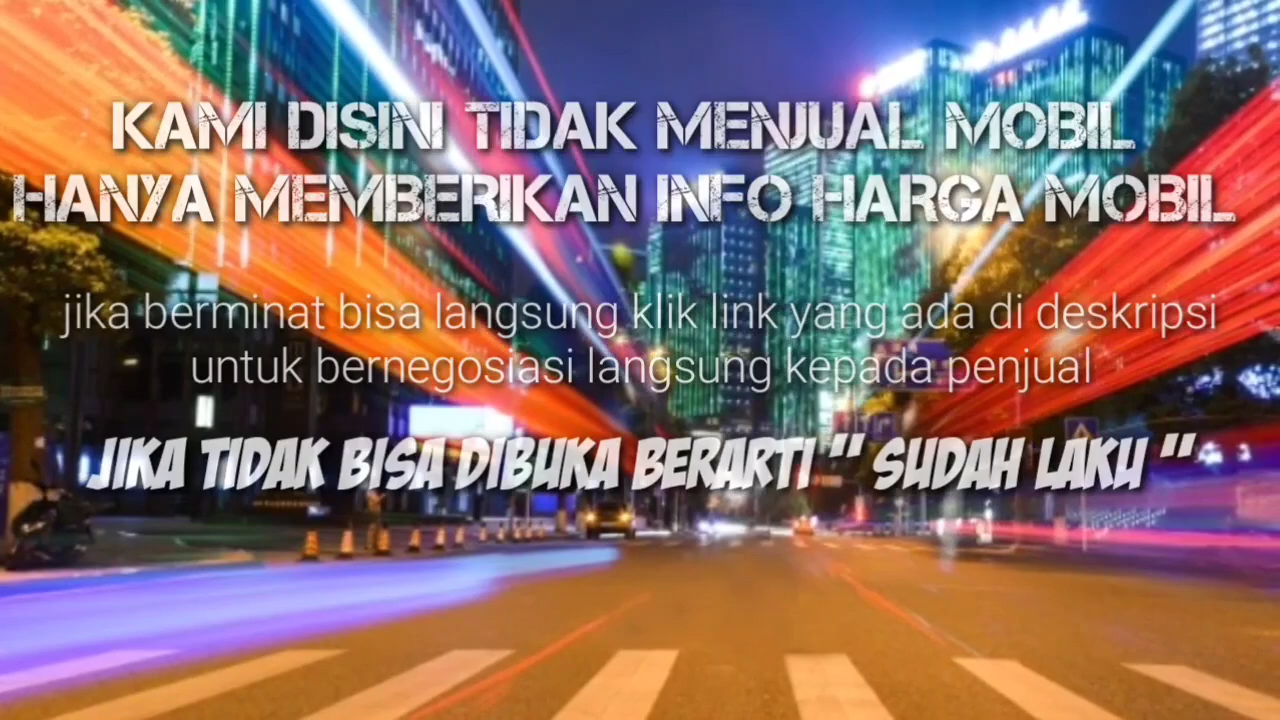 KAMI DISINI TIDAK MENJUAL MOBIL
HANYA MEMBERIKAN INFO HARGA MOBIL
jika berminat bisa langsung klik link yang ada di deskripsi
untuk bernegosiasi langsung kepada penjual
JIKA TIDAK BISA DIBUKA BERARTI " SUDAH LAKU "